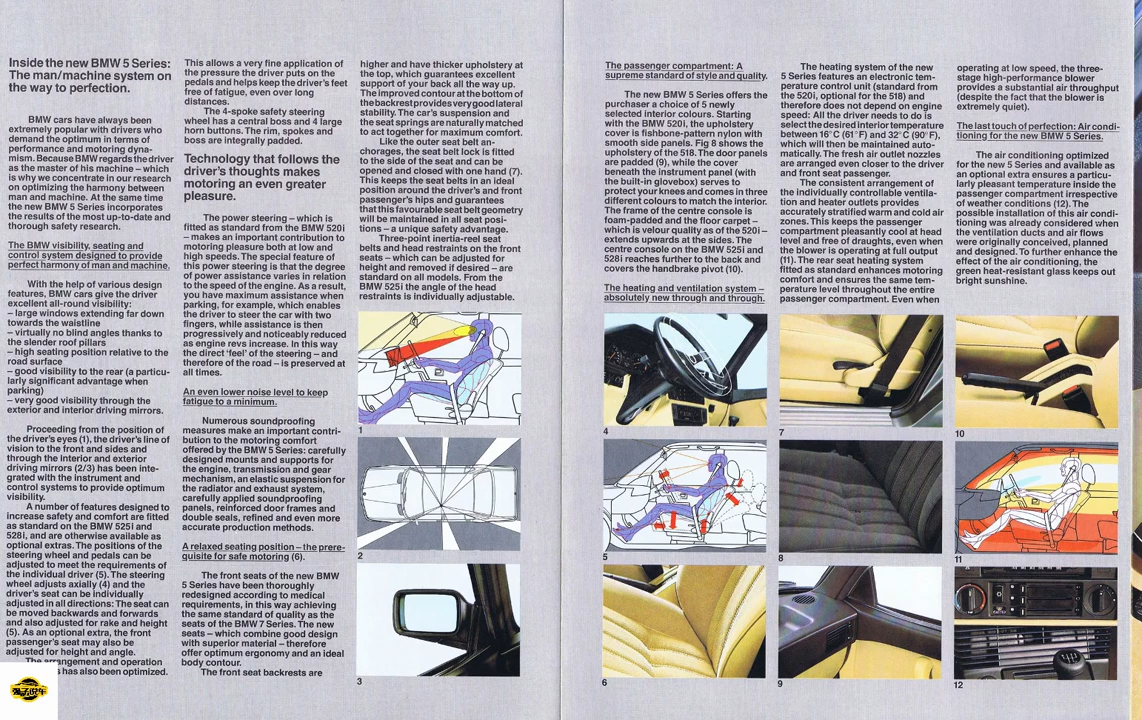 Inside the new BMW 5 Series:
The man/machine system on
the way to perfection.
BMW cars have always been
extremely popular with drivers who
demand the optimum in terms of
performance and motoring dyna-
mism. Because BMW regards the driver
as the master of his machine – which
is why we concentrate in our research
on optimizing the harmony between
man and machine. At the same time
the new BMW 5 Series incorporates
the results of the most up-to-date and
thorough safety research.
The BMW visibility, seating and
control system designed to provide
perfect harmony of man and machine.
With the help of various design
features, BMW cars give the driver
excellent all-round visibility:
– large windows extending far down
towards the waistline
– virtually no blind angles thanks to
the slender roof pillars
– high seating position relative to the
road surface
– good visibility to the rear (a particu-
larly significant advantage when
parking)
– very good visibility through the
exterior and interior driving mirrors.
Proceeding from the position of
the driver's eyes (1), the driver's line of
vision to the front and sides and
through the interior and exterior
driving mirrors (2/3) has been inte-
grated with the instrument and
control systems to provide optimum
visibility.
A number of features designed to
increase safety and comfort are fitted
as standard on the BMW 525i and
528i, and are otherwise available as
optional extras. The positions of the
steering wheel and pedals can be
adjusted to meet the requirements of
the individual driver (5). The steering
wheel adjusts axially (4) and the
driver's seat can be individually
adjusted in all directions: The seat can
be moved backwards and forwards
and also adjusted for rake and height
(5). As an optional extra, the front
passenger's seat may also be
adjusted for height and angle.
The arrangement and operation
has also been optimized.
This allows a very fine application of
the pressure the driver puts on the
pedals and helps keep the driver's feet
free of fatigue, even over long
distances.
The 4-spoke safety steering
wheel has a central boss and 4 large
horn buttons. The rim, spokes and
boss are integrally padded.
Technology that follows the
driver's thoughts makes
motoring an even greater
pleasure.
The power steering – which is
fitted as standard from the BMW 520i
– makes an important contribution to
motoring pleasure both at low and
high speeds. The special feature of
this power steering is that the degree
of power assistance varies in relation
to the speed of the engine. As a result,
you have maximum assistance when
parking, for example, which enables
the driver to steer the car with two
fingers, while assistance is then
progressively and noticeably reduced
as engine revs increase. In this way
the direct 'feel' of the steering – and
therefore of the road – is preserved at
all times.
An even lower noise level to keep
fatigue to a minimum.
Numerous soundproofing
measures make an important contri-
bution to the motoring comfort
offered by the BMW 5 Series: carefully
designed mounts and supports for
the engine, transmission and gear
mechanism, an elastic suspension for
the radiator and exhaust system,
carefully applied soundproofing
panels, reinforced door frames and
double seals, refined and even more
accurate production methods.
A relaxed seating position – the prere-
quisite for safe motoring (6).
The front seats of the new BMW
5 Series have been thoroughly
redesigned according to medical
requirements, in this way achieving
the same standard of quality as the
seats of the BMW 7 Series. The new
seats – which combine good design
with superior material – therefore
offer optimum ergonomy and an ideal
body contour.
The front seat backrests are
higher and have thicker upholstery at
the top, which guarantees excellent
support of your back all the way up.
The improved contour at the bottom of
the backrest provides very good lateral
stability. The car's suspension and
the seat springs are naturally matched
to act together for maximum comfort.
Like the outer seat belt an-
chorages, the seat belt lock is fitted
to the side of the seat and can be
opened and closed with one hand (7).
This keeps the seat belts in an ideal
position around the driver's and front
passenger's hips and guarantees
that this favourable seat belt geometry
will be maintained in all seat posi-
tions – a unique safety advantage.
Three-point inertia-reel seat
belts and head restraints on the front
seats – which can be adjusted for
height and removed if desired – are
standard on all models. From the
BMW 525i the angle of the head
restraints is individually adjustable.
1
2
3
The passenger compartment: A
supreme standard of style and quality.
The new BMW 5 Series offers the
purchaser a choice of 5 newly
selected interior colours. Starting
with the BMW 520i, the upholstery
cover is fishbone-pattern nylon with
smooth side panels. Fig 8 shows the
upholstery of the 518. The door panels
are padded (9), while the cover
beneath the instrument panel (with
the built-in glovebox) serves to
protect your knees and comes in three
different colours to match the interior.
The frame of the centre console is
foam-padded and the floor carpet –
which is velour quality as of the 520i –
extends upwards at the sides. The
centre console on the BMW 525i and
528i reaches further to the back and
covers the handbrake pivot (10).
The heating and ventilation system –
absolutely new through and through.
4
5
6
The heating system of the new
5 Series features an electronic tem-
perature control unit (standard from
the 520i, optional for the 518) and
therefore does not depend on engine
speed: All the driver needs to do is
select the desired interior temperature
between 16°C (61°F) and 32°C (90°F),
which will then be maintained auto-
matically. The fresh air outlet nozzles
are arranged even closer to the driver
and front seat passenger.
The consistent arrangement of
the individually controllable ventila-
tion and heater outlets provides
accurately stratified warm and cold air
zones. This keeps the passenger
compartment pleasantly cool at head
level and free of draughts, even when
the blower is operating at full output
(11). The rear seat heating system
fitted as standard enhances motoring
comfort and ensures the same tem-
perature level throughout the entire
passenger compartment. Even when
7
8
9
operating at low speed, the three-
stage high-performance blower
provides a substantial air throughput
(despite the fact that the blower is
extremely quiet).
The last touch of perfection: Air condi-
tioning for the new BMW 5 Series.
The air conditioning optimized
for the new 5 Series and available as
an optional extra ensures a particu-
larly pleasant temperature inside the
passenger compartment irrespective
of weather conditions (12). The
possible installation of this air condi-
tioning was already considered when
the ventilation ducts and air flows
were originally conceived, planned
and designed. To further enhance the
effect of the air conditioning, the
green heat-resistant glass keeps out
bright sunshine.
10
11
12